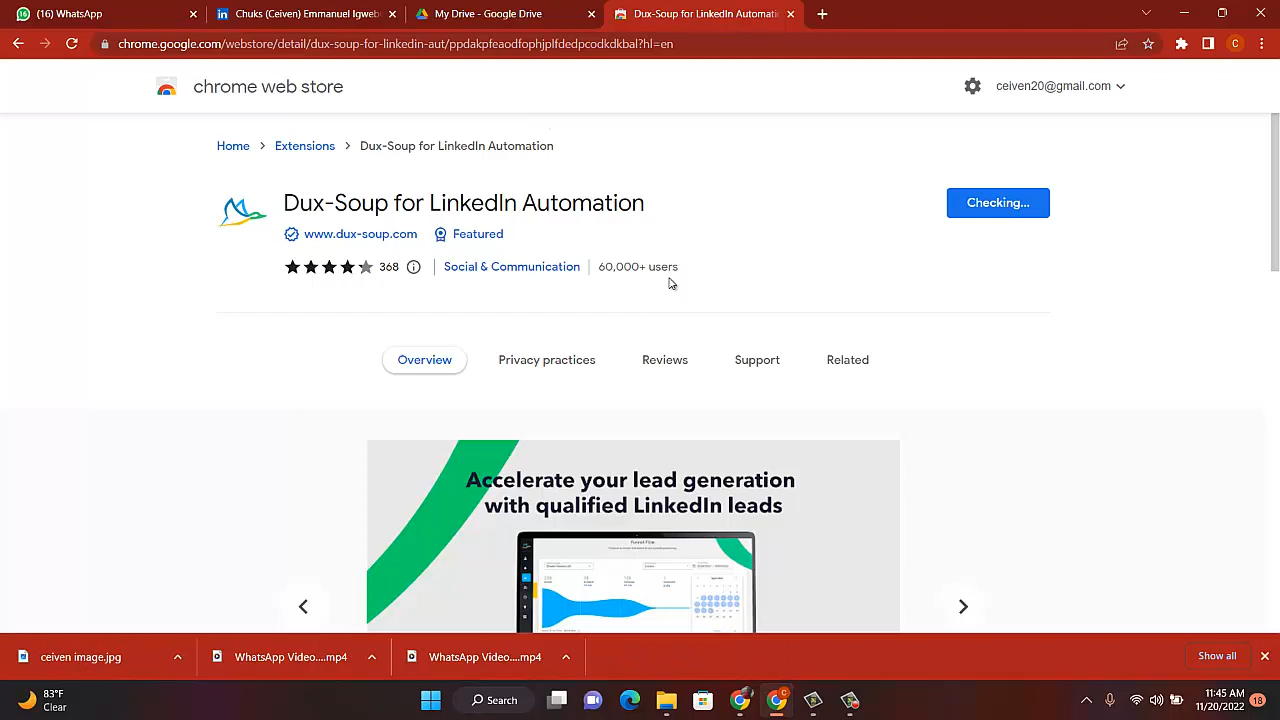 (16) WhatsApp
Chuks (Ceiven) Emmanuel Igweb
My Drive - Google Drive
Dux-Soup for LinkedIn Automatic
chrome.google.com/webstore/detail/dux-soup-for-linkedin-aut/ppdakpfeaodfophjplfdedpcodkdkbal?hl=en
C
chrome web store
ceiven20@gmail.com
Home
Extensions
Dux-Soup for LinkedIn Automation
Dux-Soup for LinkedIn Automation
Checking...
www.dux-soup.com
Featured
368
Social & Communication
60,000+ users
Overview
Privacy practices
Reviews
Support
Related
Accelerate your lead generation
with qualified LinkedIn leads
Funnel Flow
ceiven image.jpg
WhatsApp Video....mp4
WhatsApp Video....mp4
Show all
83°F
Clear
Search
11:45 AM
11/20/2022
18